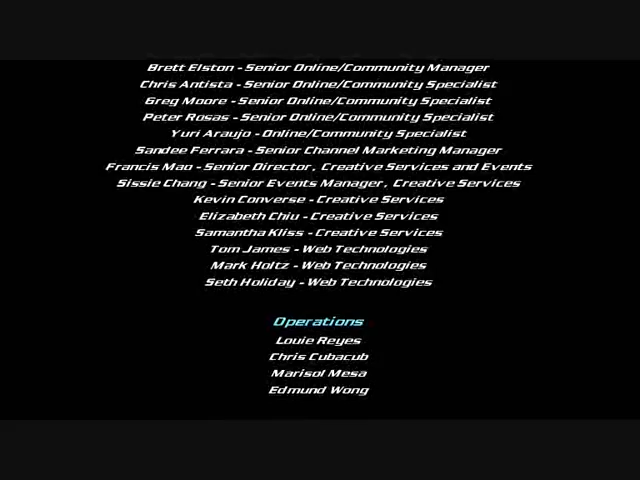 Brett Elston - Senior Online/Community Manager
Chris Antista - Senior Online/Community Specialist
Greg Moore - Senior Online/Community Specialist
Peter Rosas - Senior Online/Community Specialist
Yuri Araujo - Online/Community Specialist
Sandee Ferrara - Senior Channel Marketing Manager
Francis Mao - Senior Director, Creative Services and Events
Sissie Chang - Senior Events Manager, Creative Services
Kevin Converse - Creative Services
Elizabeth Chiu - Creative Services
Samantha Kliss - Creative Services
Tom James - Web Technologies
Mark Holtz - Web Technologies
Seth Holiday - Web Technologies
Operations
Louie Reyes
Chris Cubacub
Marisol Mesa
Edmund Wong